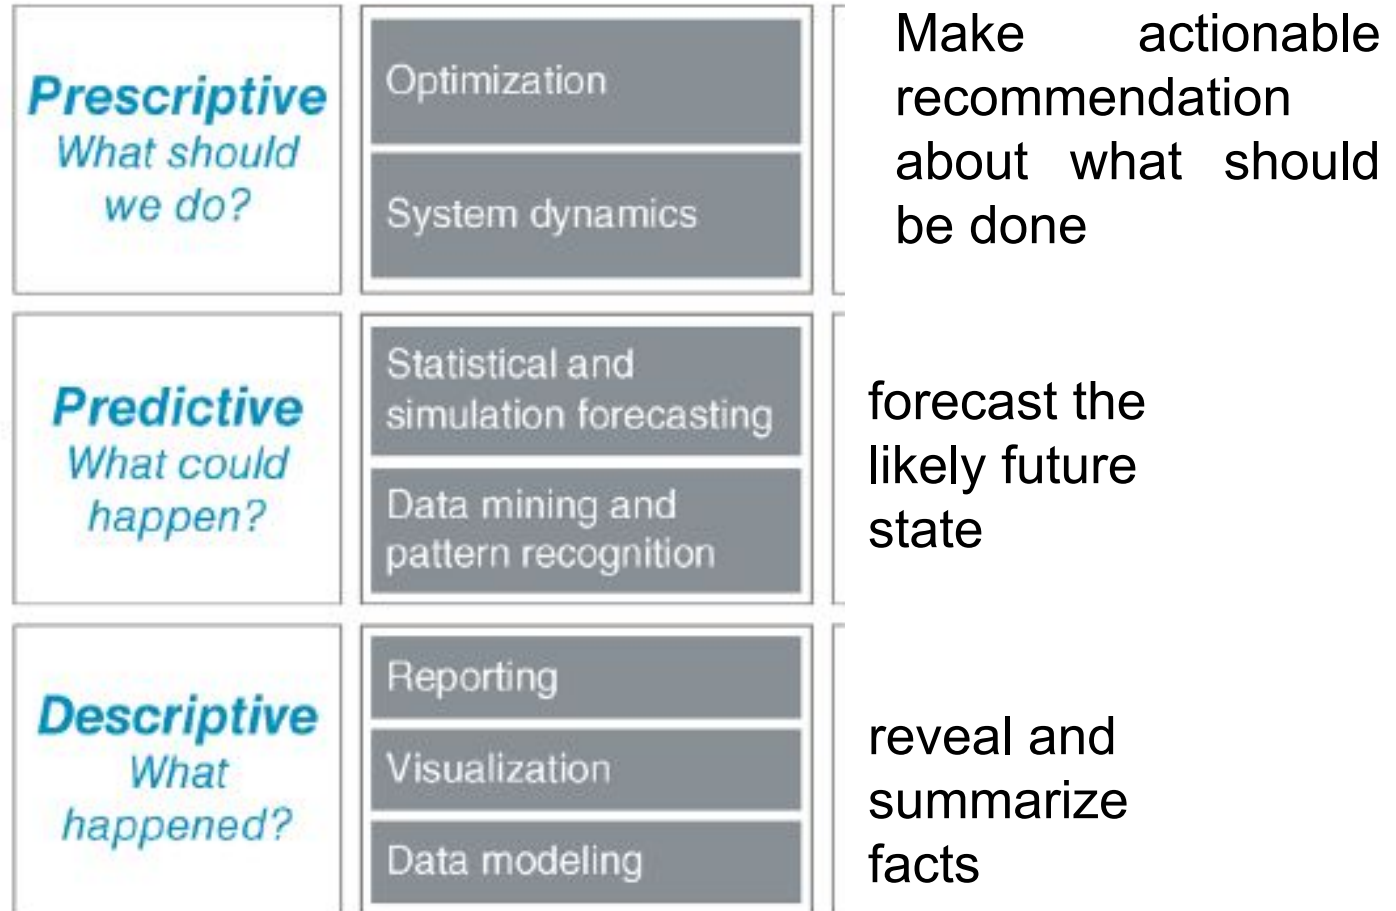 Prescriptive
What should
we do?
Optimization
System dynamics
Make actionable
recommendation
about what should
be done
Predictive
What could
happen?
Statistical and
simulation forecasting
Data mining and
pattern recognition
forecast the
likely future
state
Descriptive
What
happened?
Reporting
Visualization
Data modeling
reveal and
summarize
facts